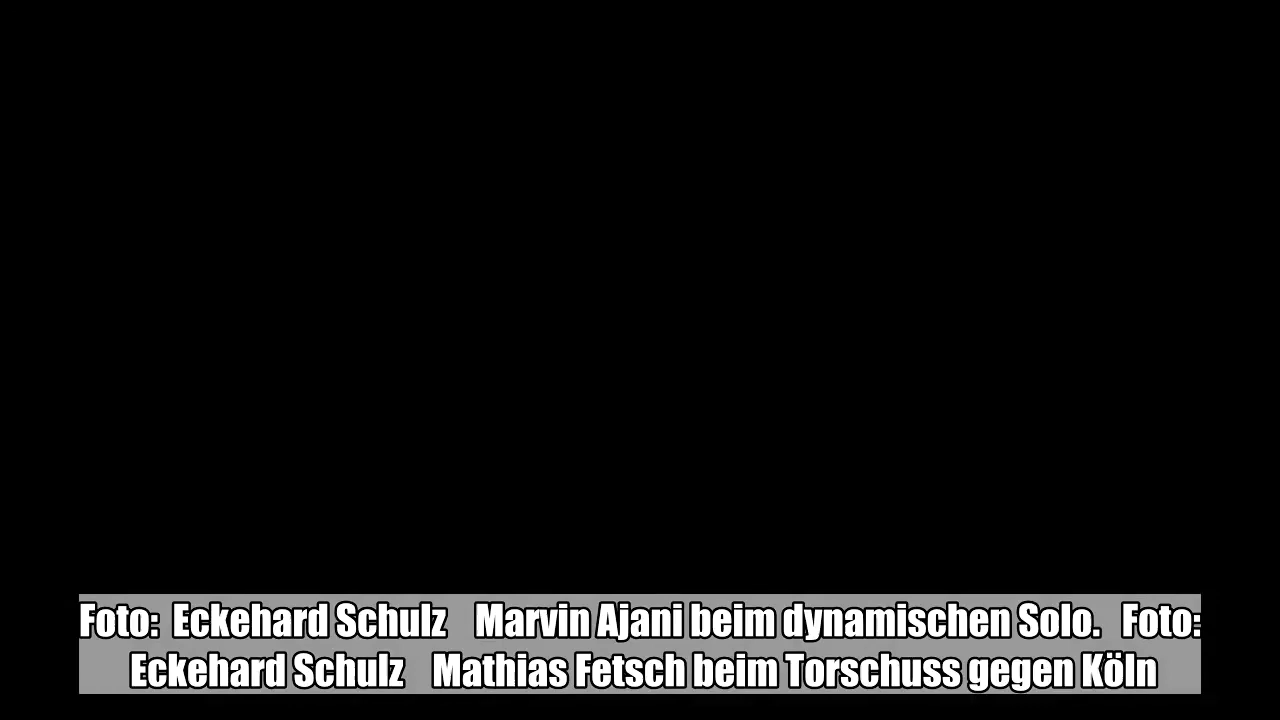 Foto: Eckehard Schulz Marvin Ajani beim dynamischen Solo. Foto:
Eckehard Schulz Mathias Fetsch beim Torschuss gegen Köln